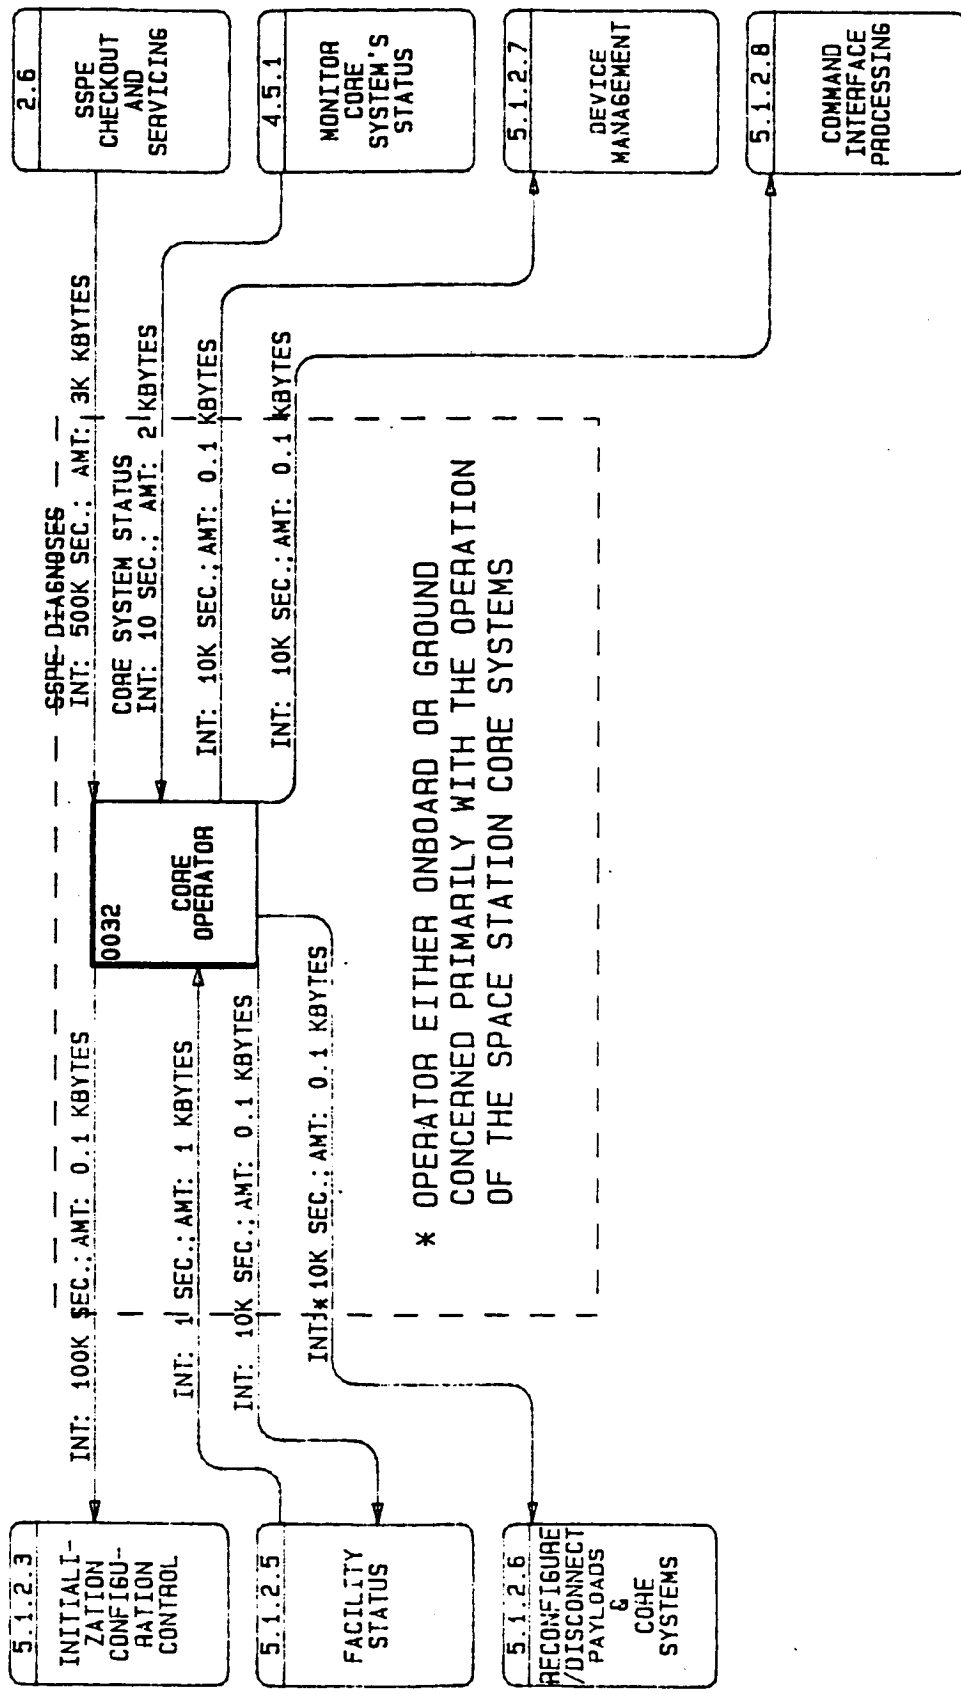 5.1.2.3
INITIALI-
ZATION
CONFIGU-
RATION
CONTROL
5.1.2.5
FACILITY
STATUS
5.1.2.6
RECONFIGURE
/DISCONNECT
PAYLOADS
&
CORE
SYSTEMS
INT: 100K SEC.; AMT: 0.1 KBYTES
INT: 1 SEC.; AMT: 1 KBYTES
INT: 10K SEC.; AMT: 0.1 KBYTES
INT:* 10K SEC.; AMT: 0.1 KBYTES
0032
CORE
OPERATOR
SSPE DIAGNOSES
INT: 500K SEC.; AMT: 3K KBYTES
CORE SYSTEM STATUS
INT: 10 SEC.; AMT: 2 KBYTES
INT: 10K SEC.; AMT: 0.1 KBYTES
INT: 10K SEC.; AMT: 0.1 KBYTES
* OPERATOR EITHER ONBOARD OR GROUND
CONCERNED PRIMARILY WITH THE OPERATION
OF THE SPACE STATION CORE SYSTEMS
2.6
SSPE
CHECKOUT
AND
SERVICING
4.5.1
MONITOR
CORE
SYSTEM'S
STATUS
5.1.2.7
DEVICE
MANAGEMENT
5.1.2.8
COMMAND
INTERFACE
PROCESSING